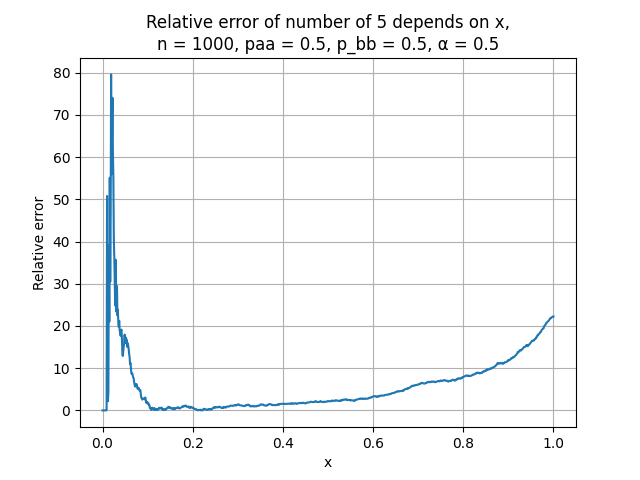 Relative error of number of 5 depends on x,
n = 1000, paa = 0.5, p_bb = 0.5, α = 0.5
80
70
60
50
40
30
20
10
0
Relative error
0.0 0.2 0.4 0.6 0.8 1.0
x